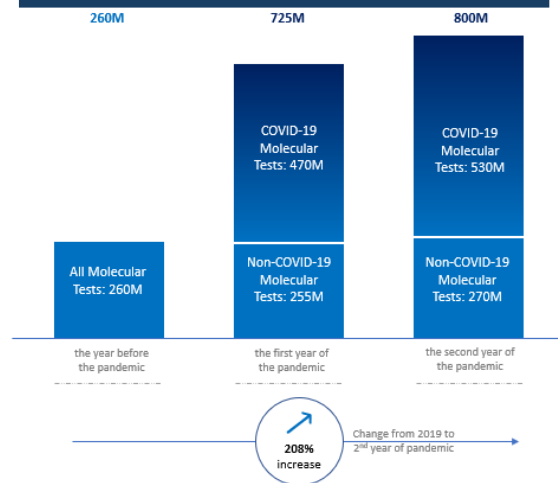 260M
725M
800M
COVID-19
Molecular
Tests: 470M
COVID-19
Molecular
Tests: 530M
All Molecular
Tests: 260M
Non-COVID-19
Molecular
Tests: 255M
Non-COVID-19
Molecular
Tests: 270M
the year before
the pandemic
the first year of
the pandemic
the second year of
the pandemic
208%
increase
Change from 2019 to
2nd year of pandemic